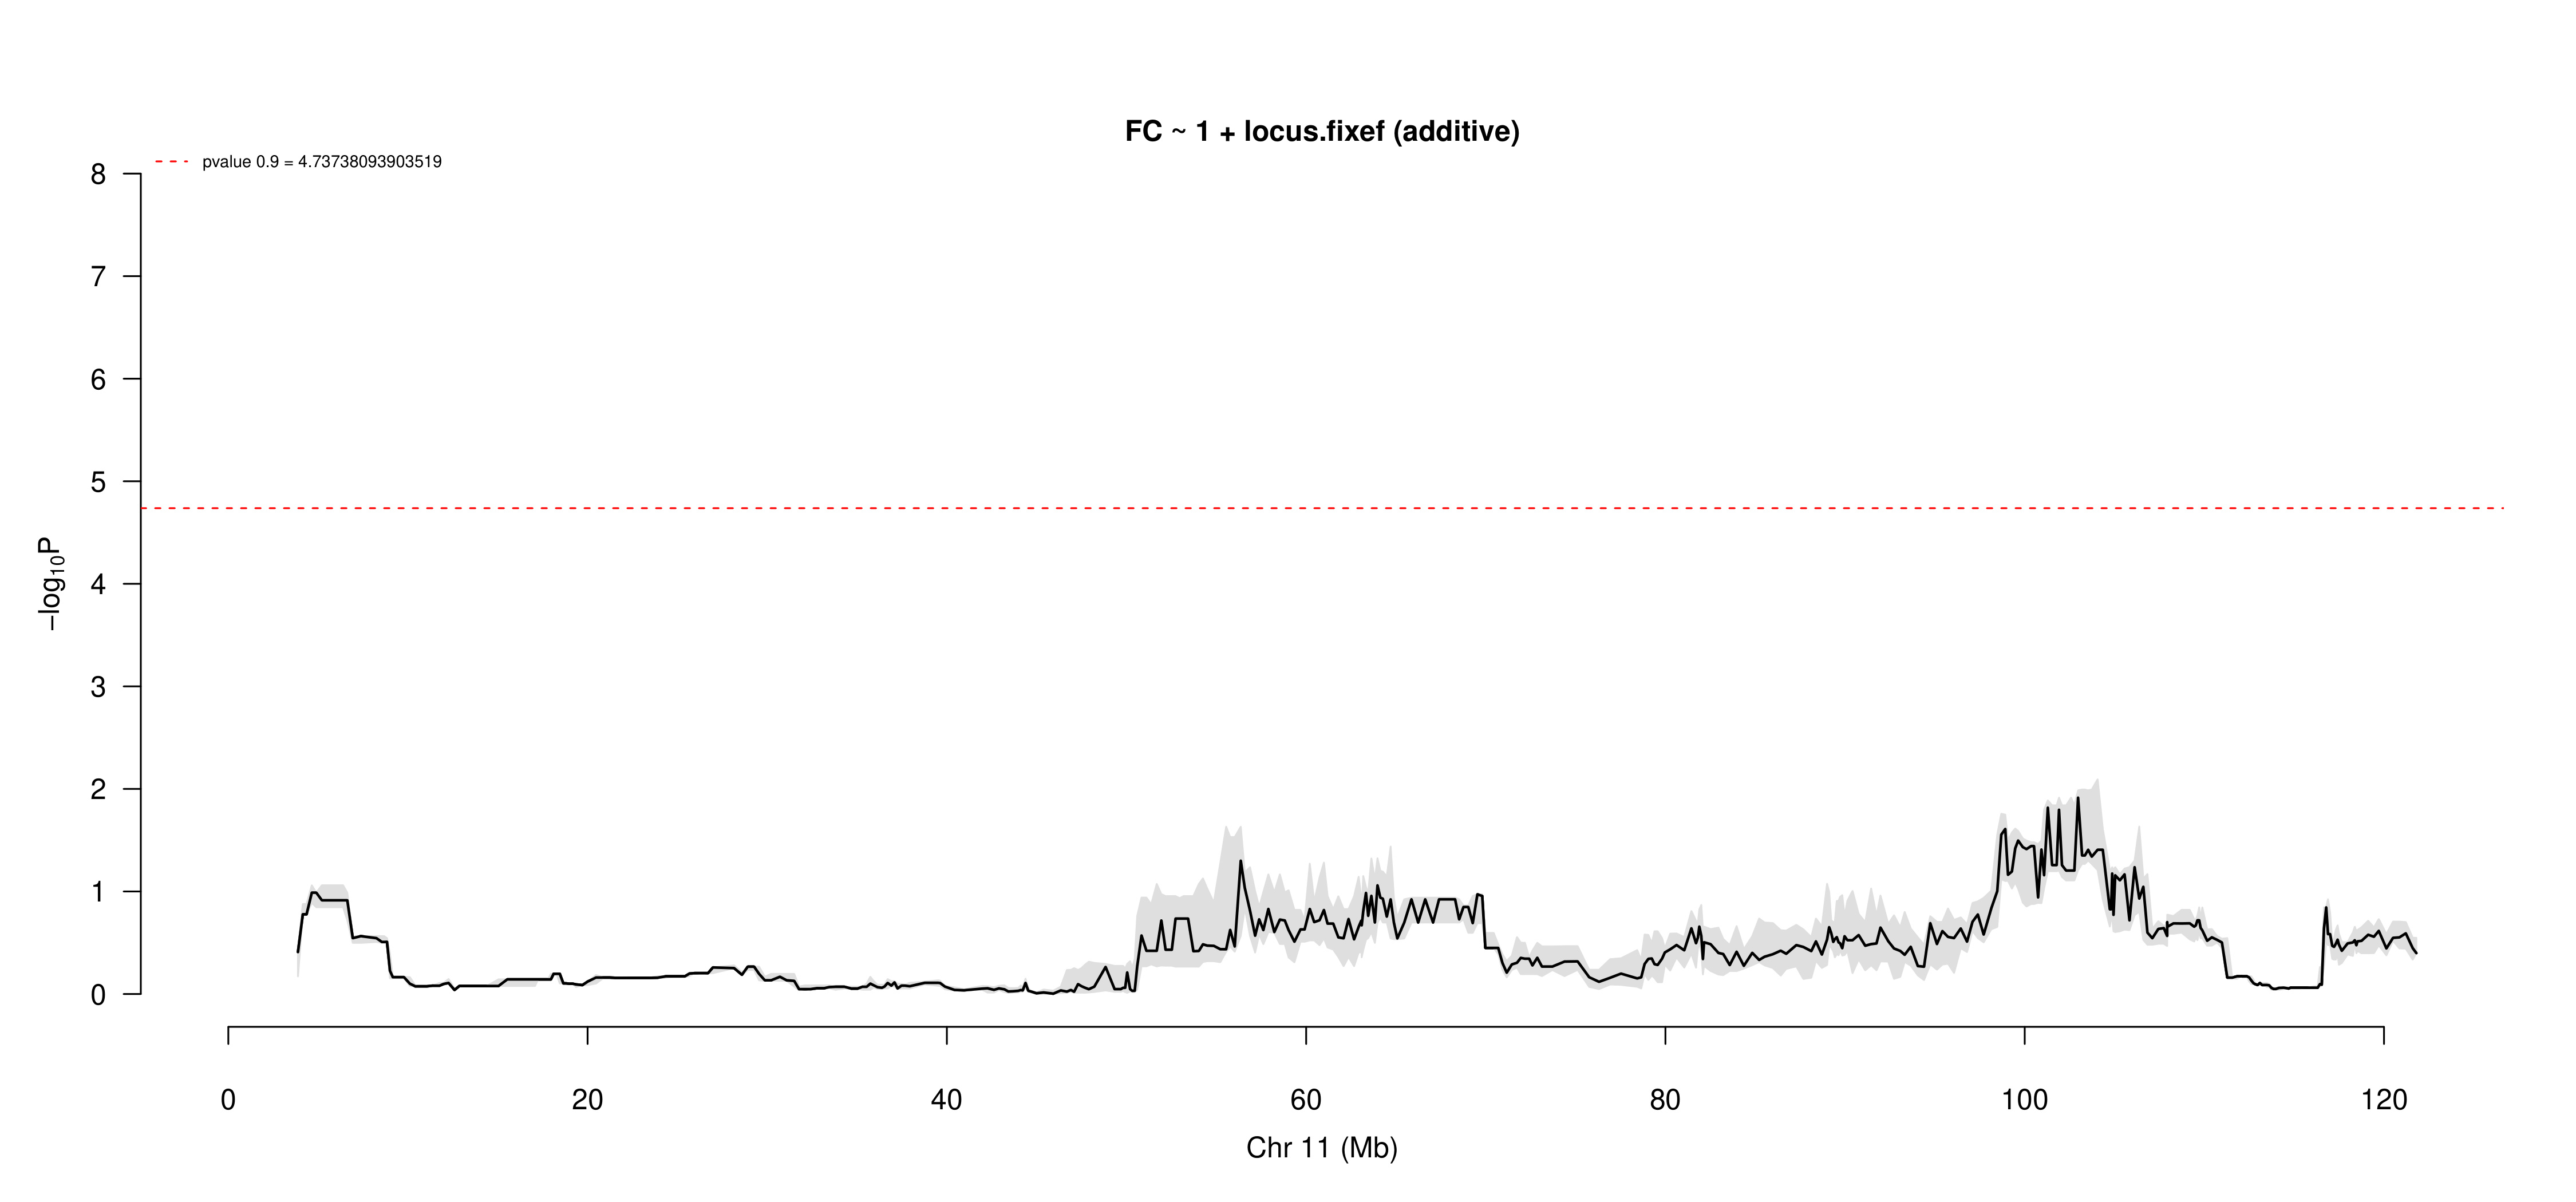 FC ~ 1 + locus.fixef (additive)
pvalue 0.9 = 4.73738093903519
8
7
6
5
4
3
2
1
0
−log10P
0 20 40 60 80 100 120
Chr 11 (Mb)